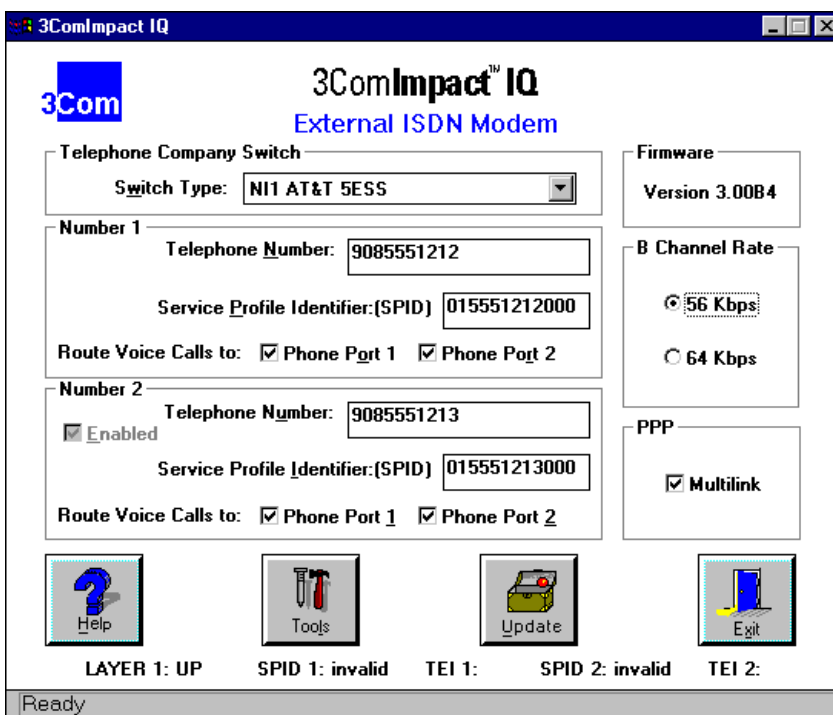 3ComImpact IQ
3Com
3ComImpact™ IQ
External ISDN Modem
Telephone Company Switch
Switch Type: NI1 AT&T 5ESS
Firmware
Version 3.00B4
Number 1
Telephone Number: 9085551212
Service Profile Identifier:(SPID) 015551212000
Route Voice Calls to: Phone Port 1 Phone Port 2
B Channel Rate
56 Kbps
64 Kbps
Number 2
Enabled
Telephone Number: 9085551213
Service Profile Identifier:(SPID) 015551213000
Route Voice Calls to: Phone Port 1 Phone Port 2
PPP
Multilink
Help
Tools
Update
Exit
LAYER 1: UP SPID 1: invalid TEI 1: SPID 2: invalid TEI 2:
Ready